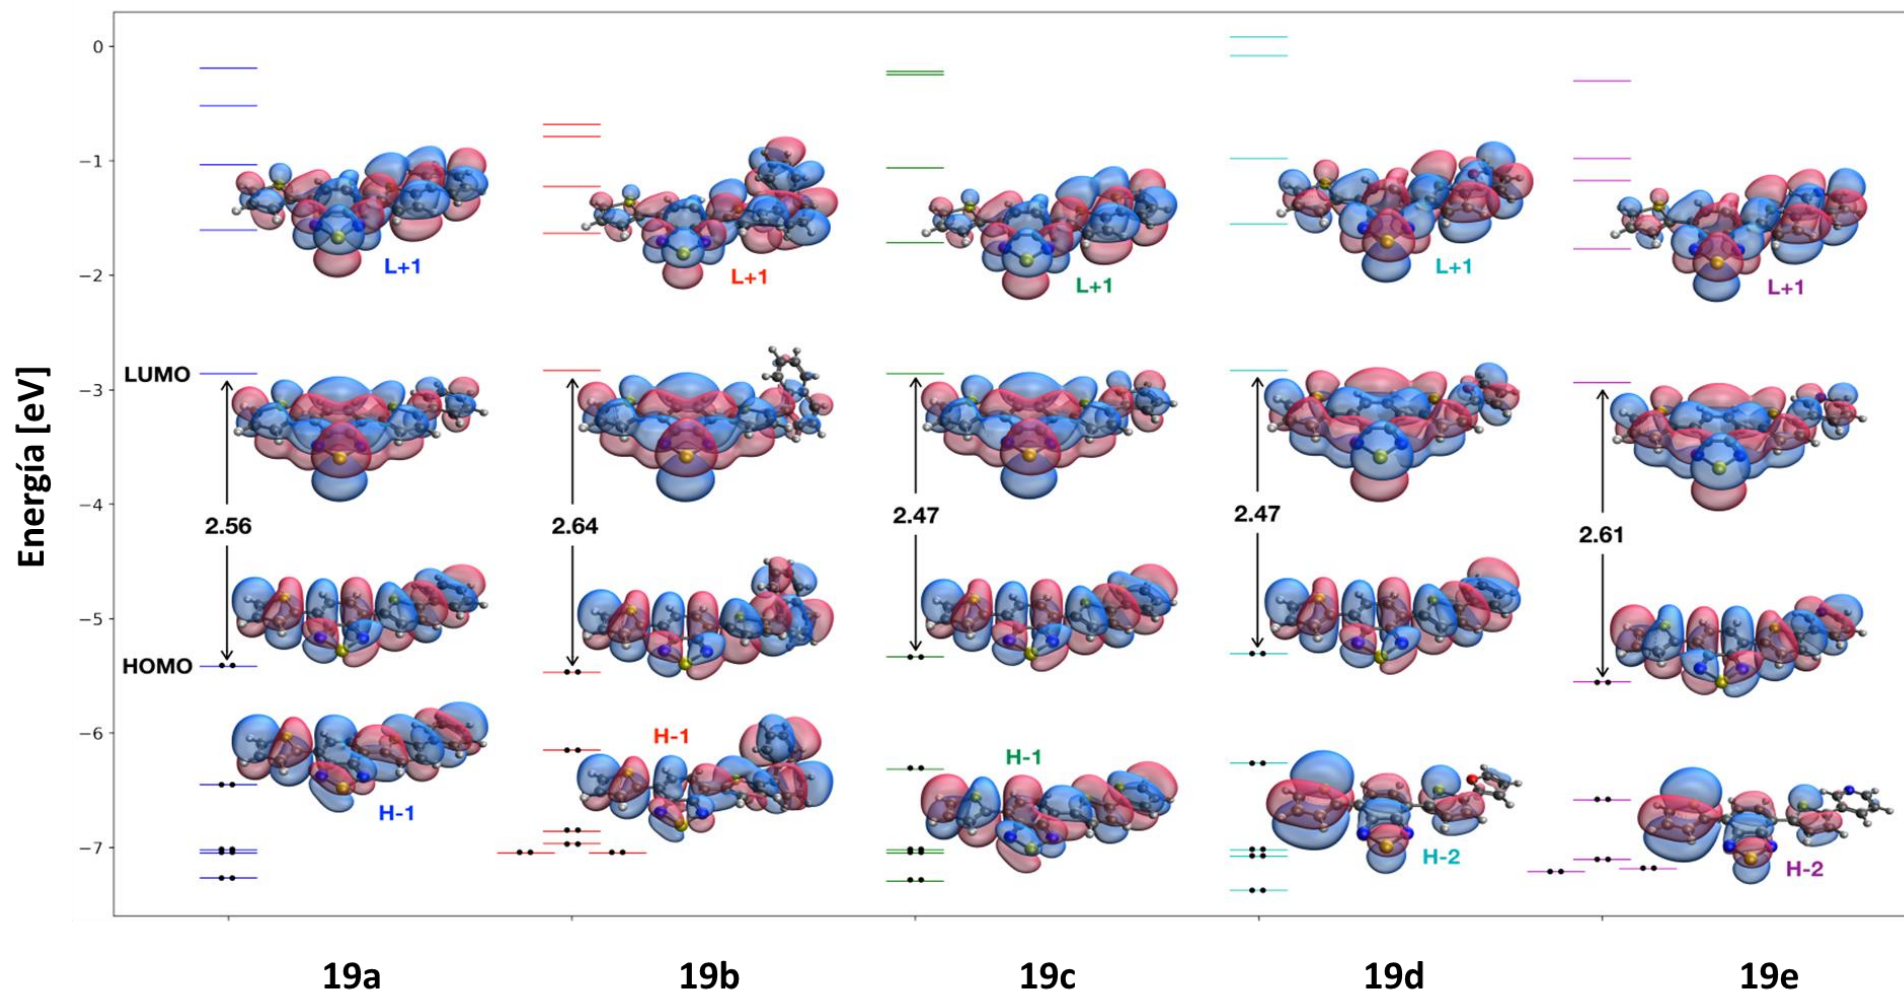 Energía [eV]
0
−1
−2
−3
−4
−5
−6
−7
LUMO
HOMO
L+1
L+1
L+1
L+1
L+1
2.56
2.64
2.47
2.47
2.61
H-1
H-1
H-1
H-2
H-2
19a
19b
19c
19d
19e